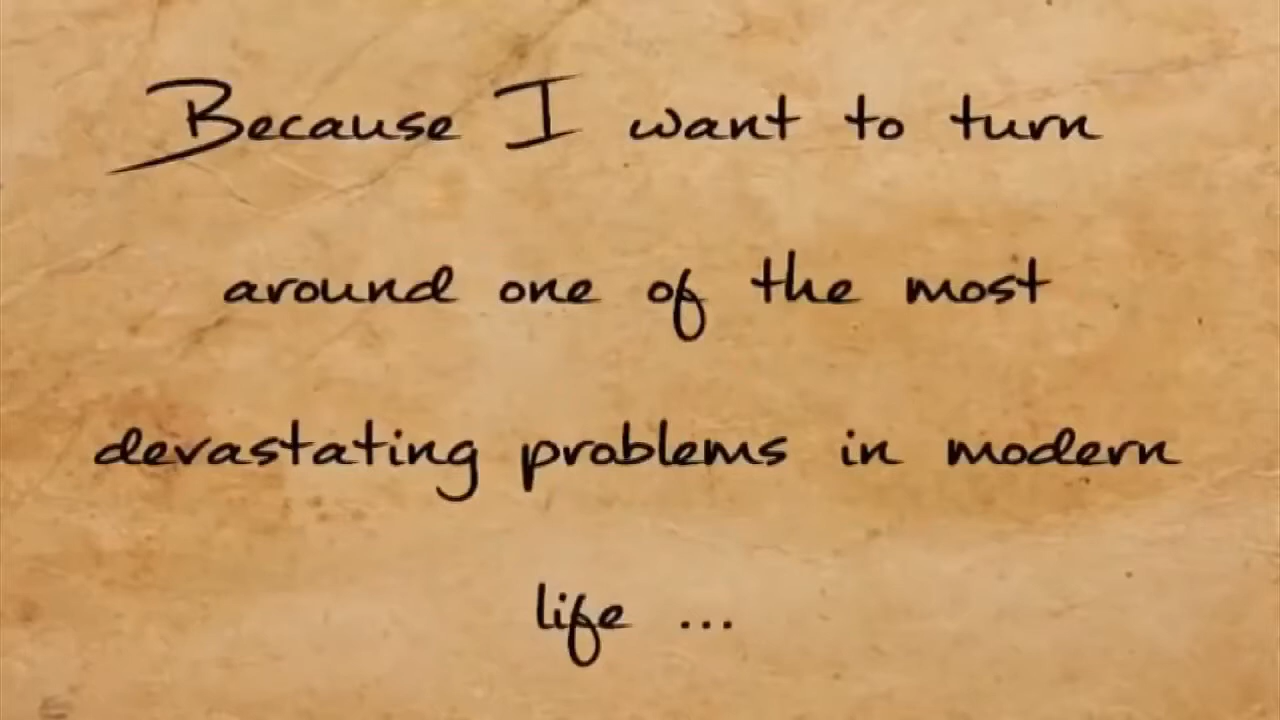 Because I want to turn
around one of the most
devastating problems in modern
life ...